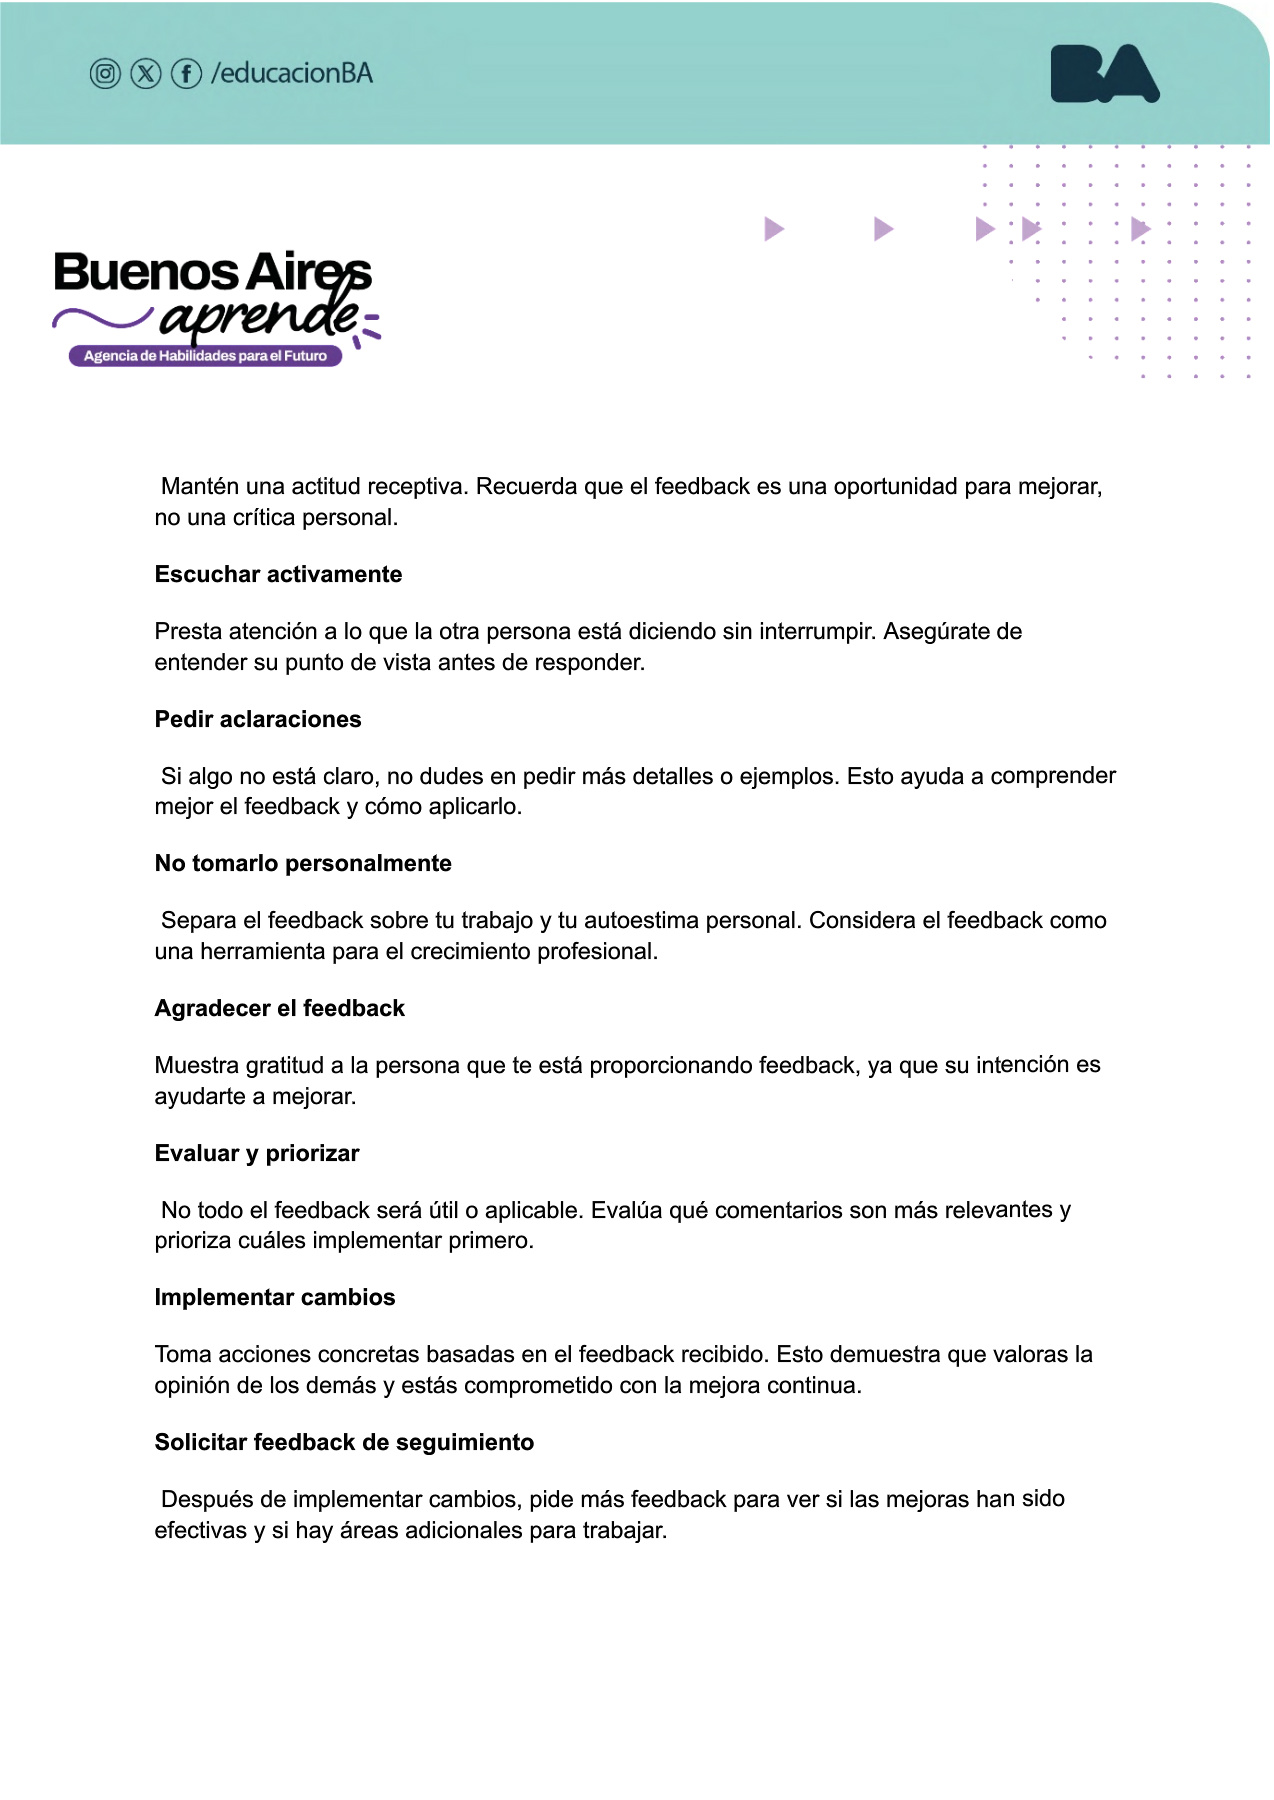 /educacionBA
BA
Buenos Aires
aprende
Agencia de Habilidades para el Futuro
Mantén una actitud receptiva. Recuerda que el feedback es una oportunidad para mejorar,
no una crítica personal.
Escuchar activamente
Presta atención a lo que la otra persona está diciendo sin interrumpir. Asegúrate de
entender su punto de vista antes de responder.
Pedir aclaraciones
Si algo no está claro, no dudes en pedir más detalles o ejemplos. Esto ayuda a comprender
mejor el feedback y cómo aplicarlo.
No tomarlo personalmente
Separa el feedback sobre tu trabajo y tu autoestima personal. Considera el feedback como
una herramienta para el crecimiento profesional.
Agradecer el feedback
Muestra gratitud a la persona que te está proporcionando feedback, ya que su intención es
ayudarte a mejorar.
Evaluar y priorizar
No todo el feedback será útil o aplicable. Evalúa qué comentarios son más relevantes y
prioriza cuáles implementar primero.
Implementar cambios
Toma acciones concretas basadas en el feedback recibido. Esto demuestra que valoras la
opinión de los demás y estás comprometido con la mejora continua.
Solicitar feedback de seguimiento
Después de implementar cambios, pide más feedback para ver si las mejoras han sido
efectivas y si hay áreas adicionales para trabajar.